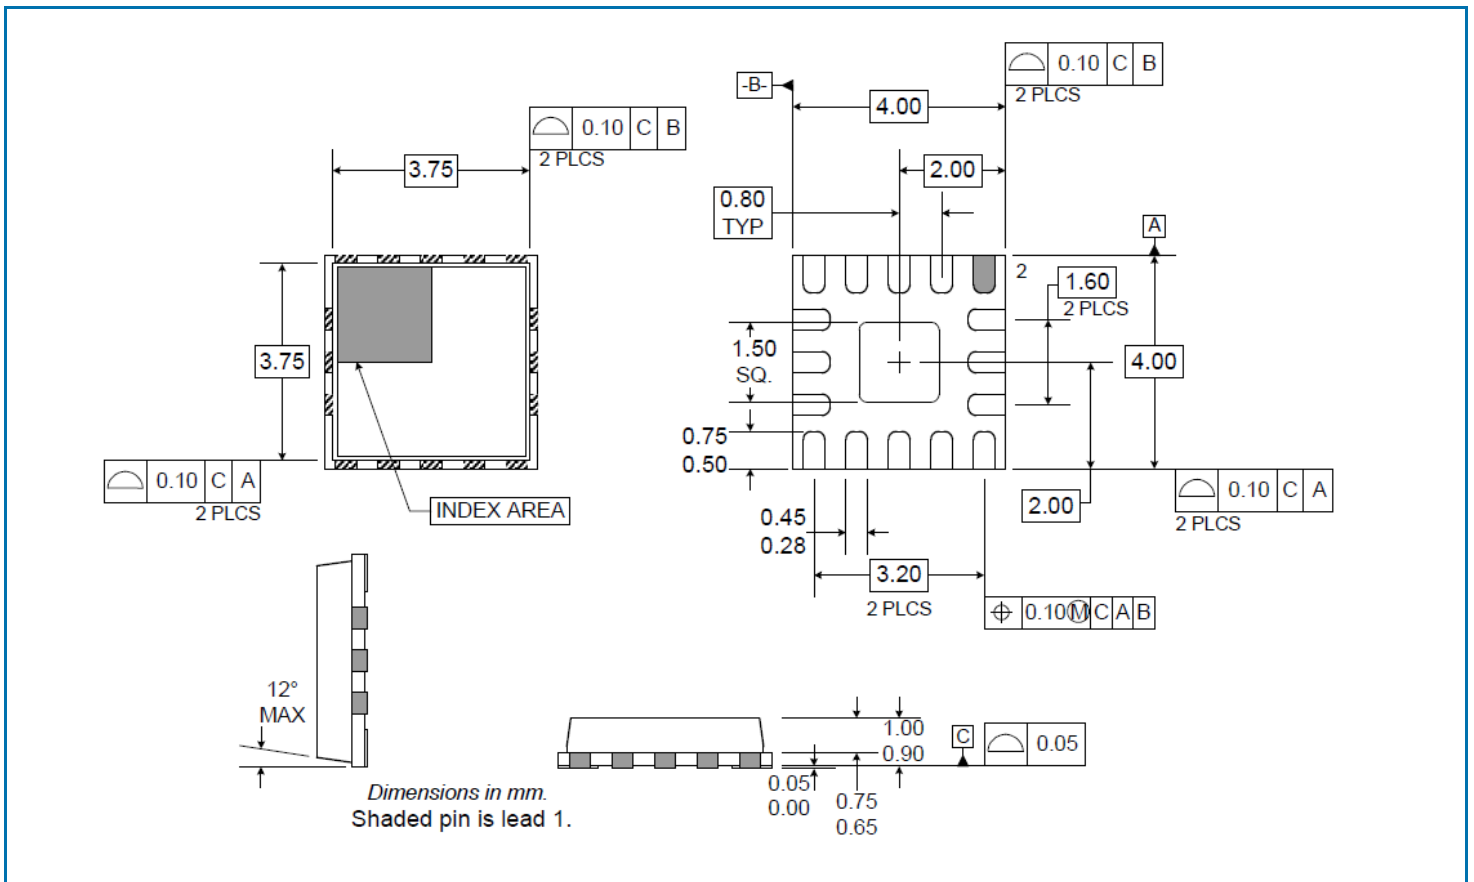 0.10 C B
2 PLCS
-B-
4.00
0.10 C B
2 PLCS
3.75
2.00
0.80
TYP
A
2
1.60
2 PLCS
3.75
1.50
SQ.
4.00
0.75
0.50
0.10 C A
2 PLCS
INDEX AREA
2.00
0.10 C A
2 PLCS
0.45
0.28
3.20
2 PLCS
⌖ 0.10Ⓜ C A B
12°
MAX
1.00
0.90
C
0.05
0.05
0.00
0.75
0.65
Dimensions in mm.
Shaded pin is lead 1.